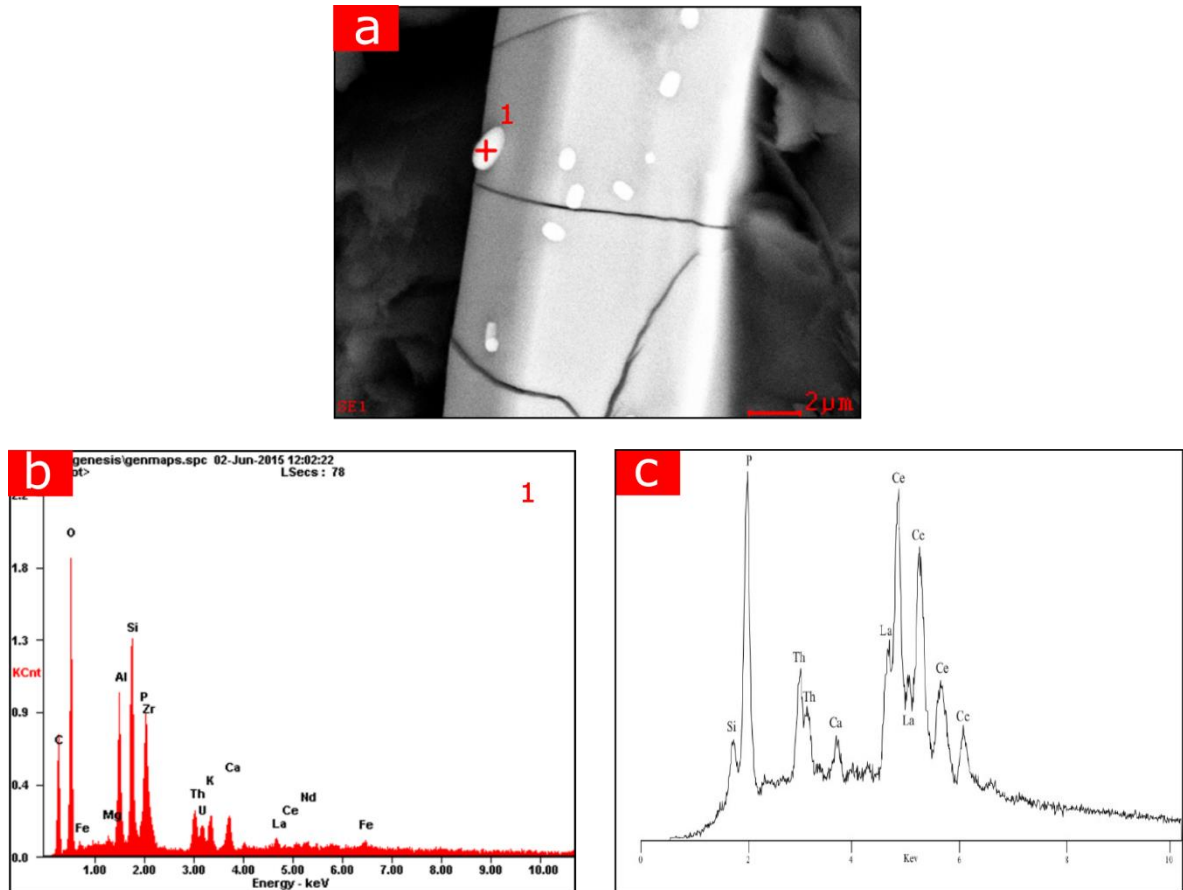 a
1
SE1
2µm
b
genesis\genmaps.spc 02-Jun-2015 12:02:22
LSecs : 78
1
O
1.8
Si
1.3
KCnt
Al
P
Zr
0.9
C
Ca
K
0.4
Th
U
Nd
Ce
La
Mg
Fe
Fe
0.0
1.00 2.00 3.00 4.00 5.00 6.00 7.00 8.00 9.00 10.00
Energy - keV
c
P
Ce
Ce
La
Th
Ce
Th
La
Si
Ca
Ce
0 2 4 6 8 10
Kev